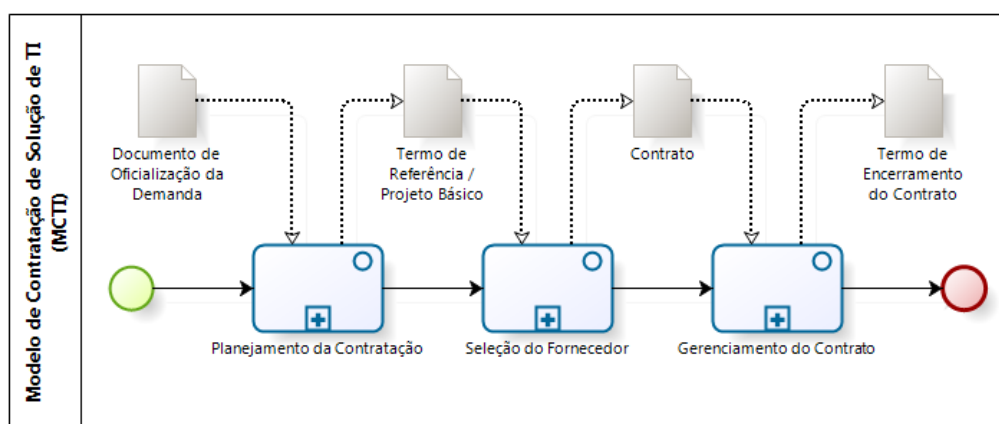 Modelo de Contratação de Solução de TI
(MCTI)
Documento de
Oficialização da
Demanda
Termo de
Referência /
Projeto Básico
Contrato
Termo de
Encerramento
do Contrato
Planejamento da Contratação
Seleção do Fornecedor
Gerenciamento do Contrato